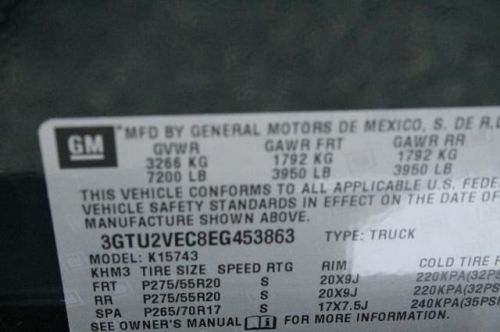 GM *MFD BY GENERAL MOTORS DE MEXICO, S. DE R.L
GVWR GAWR FRT GAWR RR
3266 KG 1792 KG 1792 KG
7200 LB 3950 LB 3950 LB
THIS VEHICLE CONFORMS TO ALL APPLICABLE FEDERAL
VEHICLE SAFETY STANDARDS IN EFFECT ON THE DATE OF
MANUFACTURE SHOWN ABOVE.
3GTU2VEC8EG453863 TYPE: TRUCK
MODEL: K15743
KHM3 TIRE SIZE SPEED RTG RIM COLD TIRE
FRT P275/55R20 S 20X9J 220KPA(32PS
RR P275/55R20 S 20X9J 220KPA(32PS
SPA P265/70R17 S 17X7.5J 240KPA(35PS
SEE OWNER'S MANUAL FOR MORE INFORMATION.